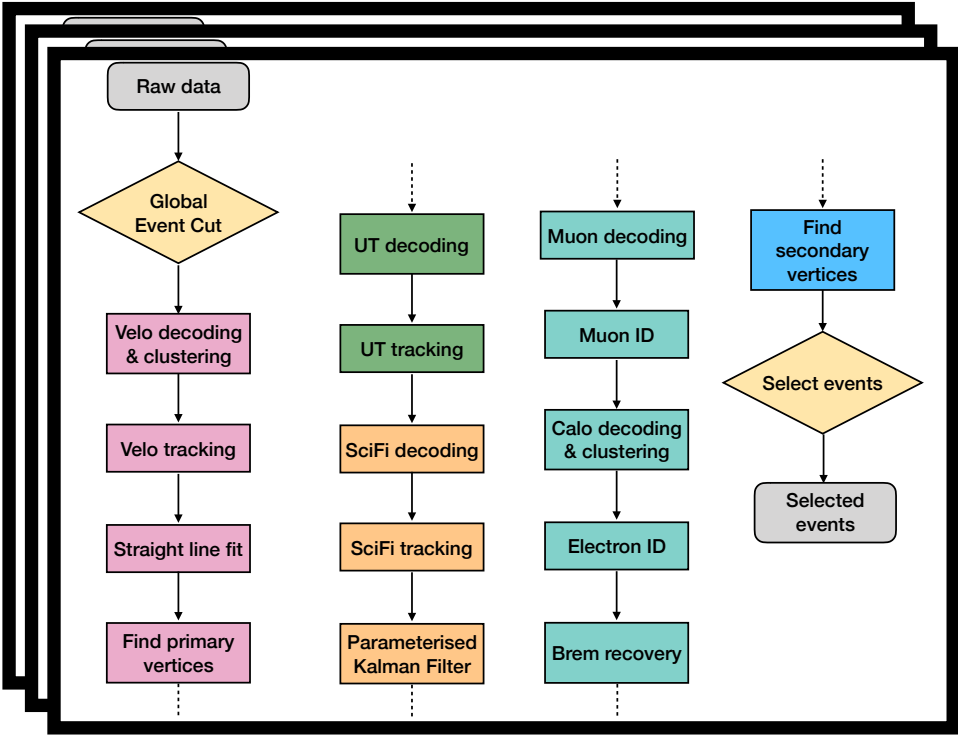 Raw data
Global
Event Cut
Velo decoding
& clustering
Velo tracking
Straight line fit
Find primary
vertices
UT decoding
UT tracking
SciFi decoding
SciFi tracking
Parameterised
Kalman Filter
Muon decoding
Muon ID
Calo decoding
& clustering
Electron ID
Brem recovery
Find
secondary
vertices
Select events
Selected
events